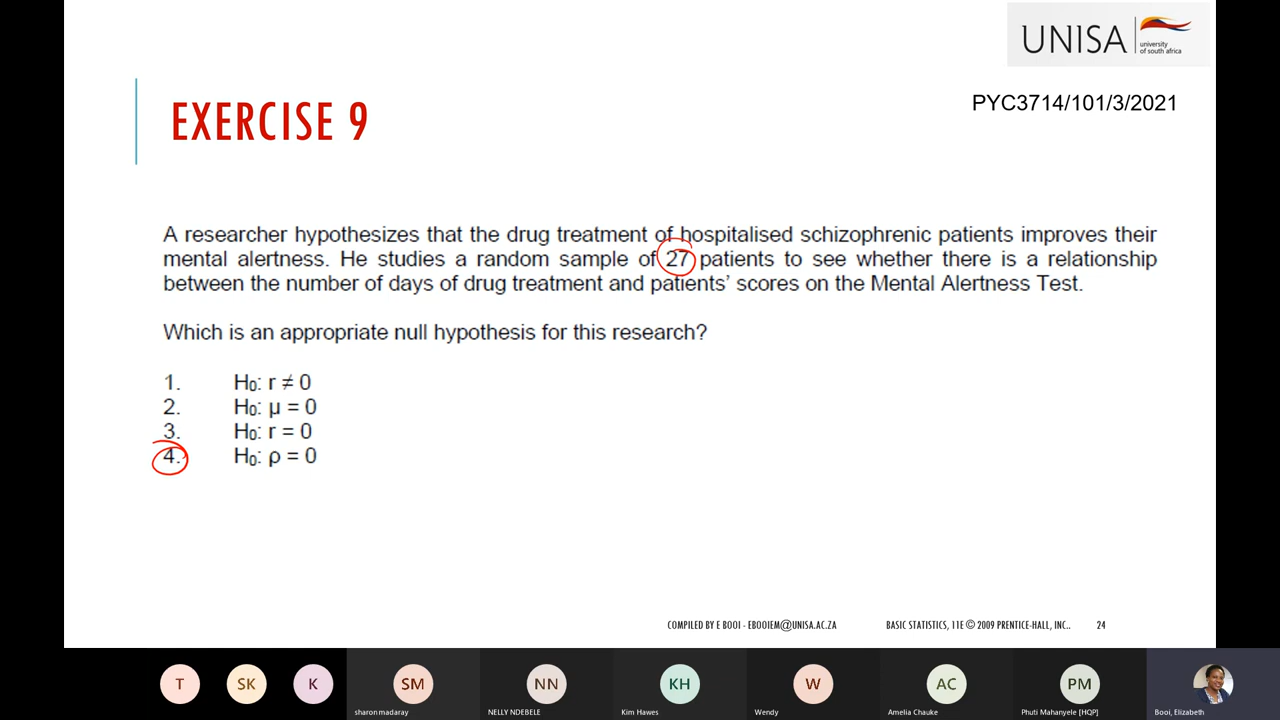 UNISA
university
of south africa
PYC3714/101/3/2021
EXERCISE 9
A researcher hypothesizes that the drug treatment of hospitalised schizophrenic patients improves their
mental alertness. He studies a random sample of 27 patients to see whether there is a relationship
between the number of days of drug treatment and patients' scores on the Mental Alertness Test.
Which is an appropriate null hypothesis for this research?
1. H₀: r ≠ 0
2. H₀: µ = 0
3. H₀: r = 0
4. H₀: ρ = 0
COMPILED BY E BOOI - EBOOIEM@UNISA.AC.ZA BASIC STATISTICS, 11E © 2009 PRENTICE-HALL, INC.. 24
T SK K SM NN KH W AC PM
sharon madaray NELLY NDEBELE Kim Hawes Wendy Amelia Chauke Phuti Mahanyele [HQP] Booi, Elizabeth